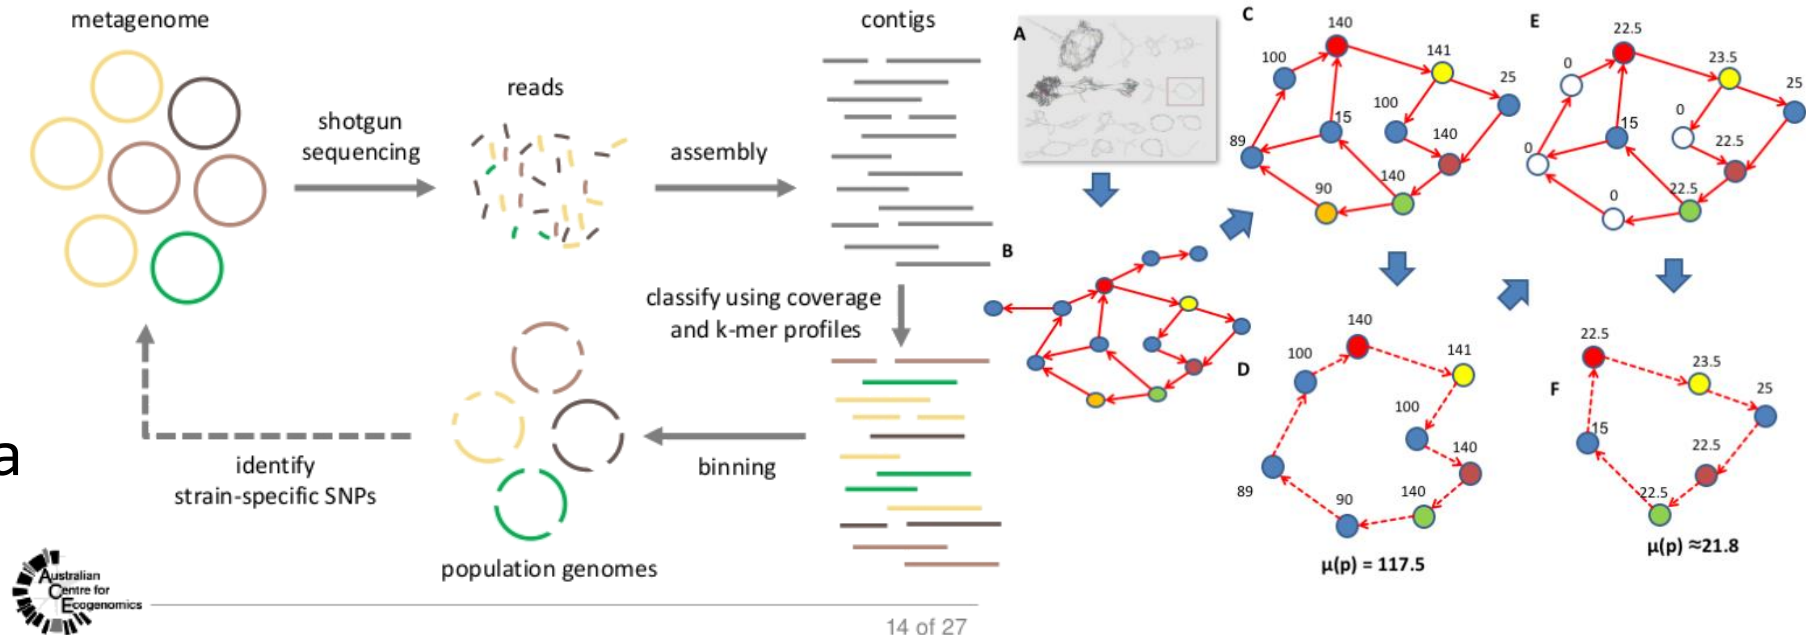 metagenome
shotgun
sequencing
reads
assembly
contigs
classify using coverage
and k-mer profiles
binning
population genomes
identify
strain-specific SNPs
a
Australian
Centre for
Ecogenomics
14 of 27
A
B
C
140
100
141
25
100
15
140
89
140
90
D
140
100
141
100
140
89
90
140
μ(p) = 117.5
E
22.5
0
23.5
25
0
15
22.5
0
22.5
0
F
22.5
23.5
25
15
22.5
22.5
μ(p) ≈21.8